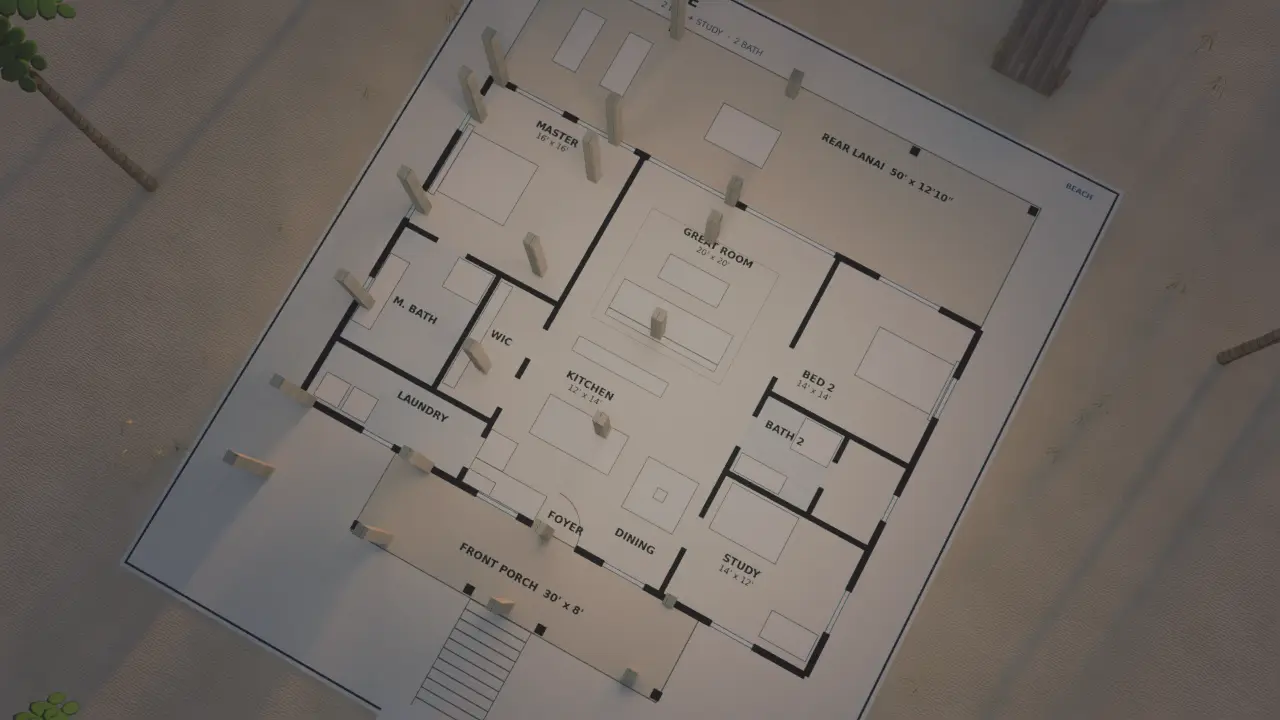 + STUDY · 2 BATH
BEACH
REAR LANAI 50' x 12'10"
MASTER
16' x 16'
GREAT ROOM
20' x 20'
M. BATH
WIC
KITCHEN
12' x 14'
BED 2
14' x 14'
LAUNDRY
BATH 2
FOYER
DINING
STUDY
14' x 12'
FRONT PORCH 30' x 8'